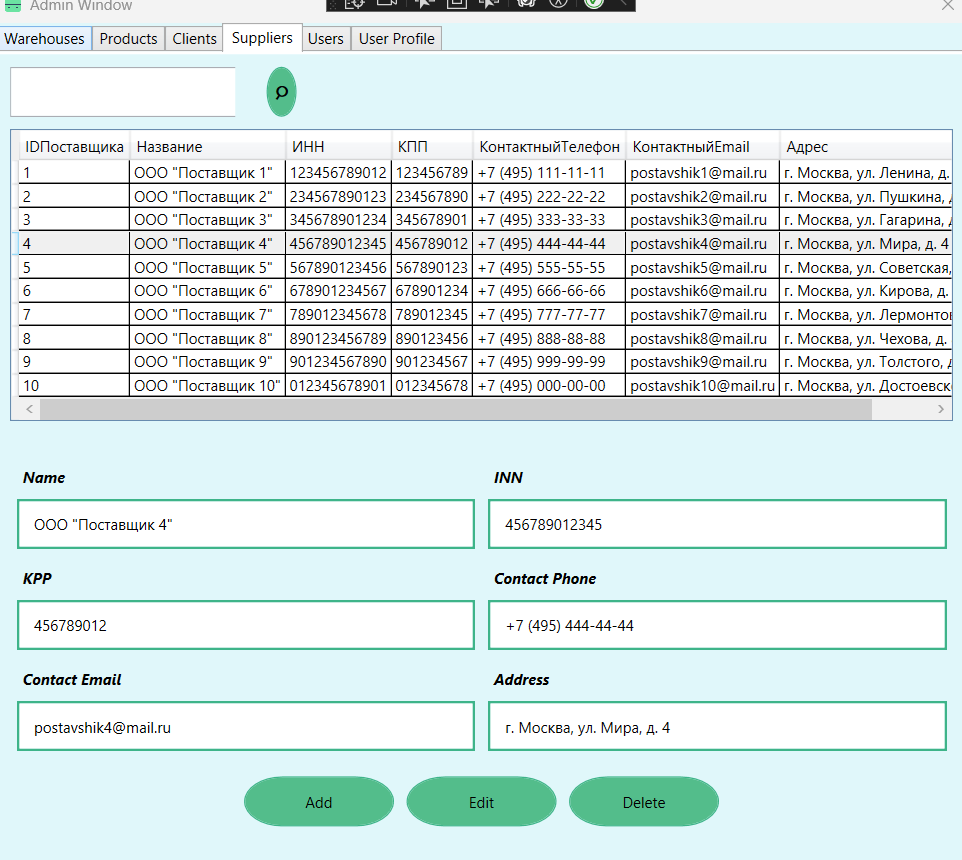 Admin Window
Warehouses Products Clients Suppliers Users User Profile
IDПоставщика Название ИНН КПП КонтактныйТелефон КонтактныйEmail Адрес
1 ООО "Поставщик 1" 123456789012 123456789 +7 (495) 111-11-11 postavshik1@mail.ru г. Москва, ул. Ленина, д.
2 ООО "Поставщик 2" 234567890123 234567890 +7 (495) 222-22-22 postavshik2@mail.ru г. Москва, ул. Пушкина,
3 ООО "Поставщик 3" 345678901234 345678901 +7 (495) 333-33-33 postavshik3@mail.ru г. Москва, ул. Гагарина,
4 ООО "Поставщик 4" 456789012345 456789012 +7 (495) 444-44-44 postavshik4@mail.ru г. Москва, ул. Мира, д. 4
5 ООО "Поставщик 5" 567890123456 567890123 +7 (495) 555-55-55 postavshik5@mail.ru г. Москва, ул. Советская,
6 ООО "Поставщик 6" 678901234567 678901234 +7 (495) 666-66-66 postavshik6@mail.ru г. Москва, ул. Кирова, д.
7 ООО "Поставщик 7" 789012345678 789012345 +7 (495) 777-77-77 postavshik7@mail.ru г. Москва, ул. Лермонтов
8 ООО "Поставщик 8" 890123456789 890123456 +7 (495) 888-88-88 postavshik8@mail.ru г. Москва, ул. Чехова, д.
9 ООО "Поставщик 9" 901234567890 901234567 +7 (495) 999-99-99 postavshik9@mail.ru г. Москва, ул. Толстого,
10 ООО "Поставщик 10" 012345678901 012345678 +7 (495) 000-00-00 postavshik10@mail.ru г. Москва, ул. Достоевск
Name INN
ООО "Поставщик 4" 456789012345
KPP Contact Phone
456789012 +7 (495) 444-44-44
Contact Email Address
postavshik4@mail.ru г. Москва, ул. Мира, д. 4
Add Edit Delete